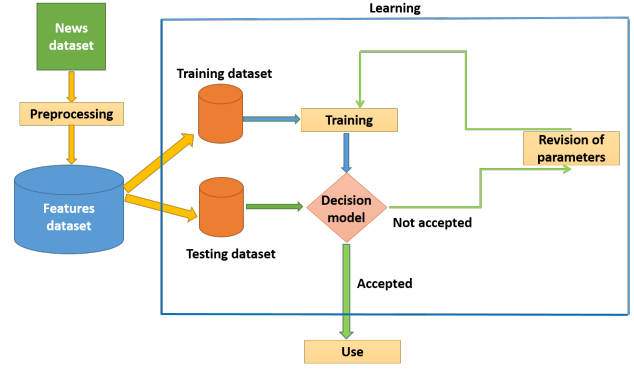 Learning
News
dataset
Training dataset
Preprocessing
Training
Revision of
parameters
Features
dataset
Decision
model
Not accepted
Testing dataset
Accepted
Use